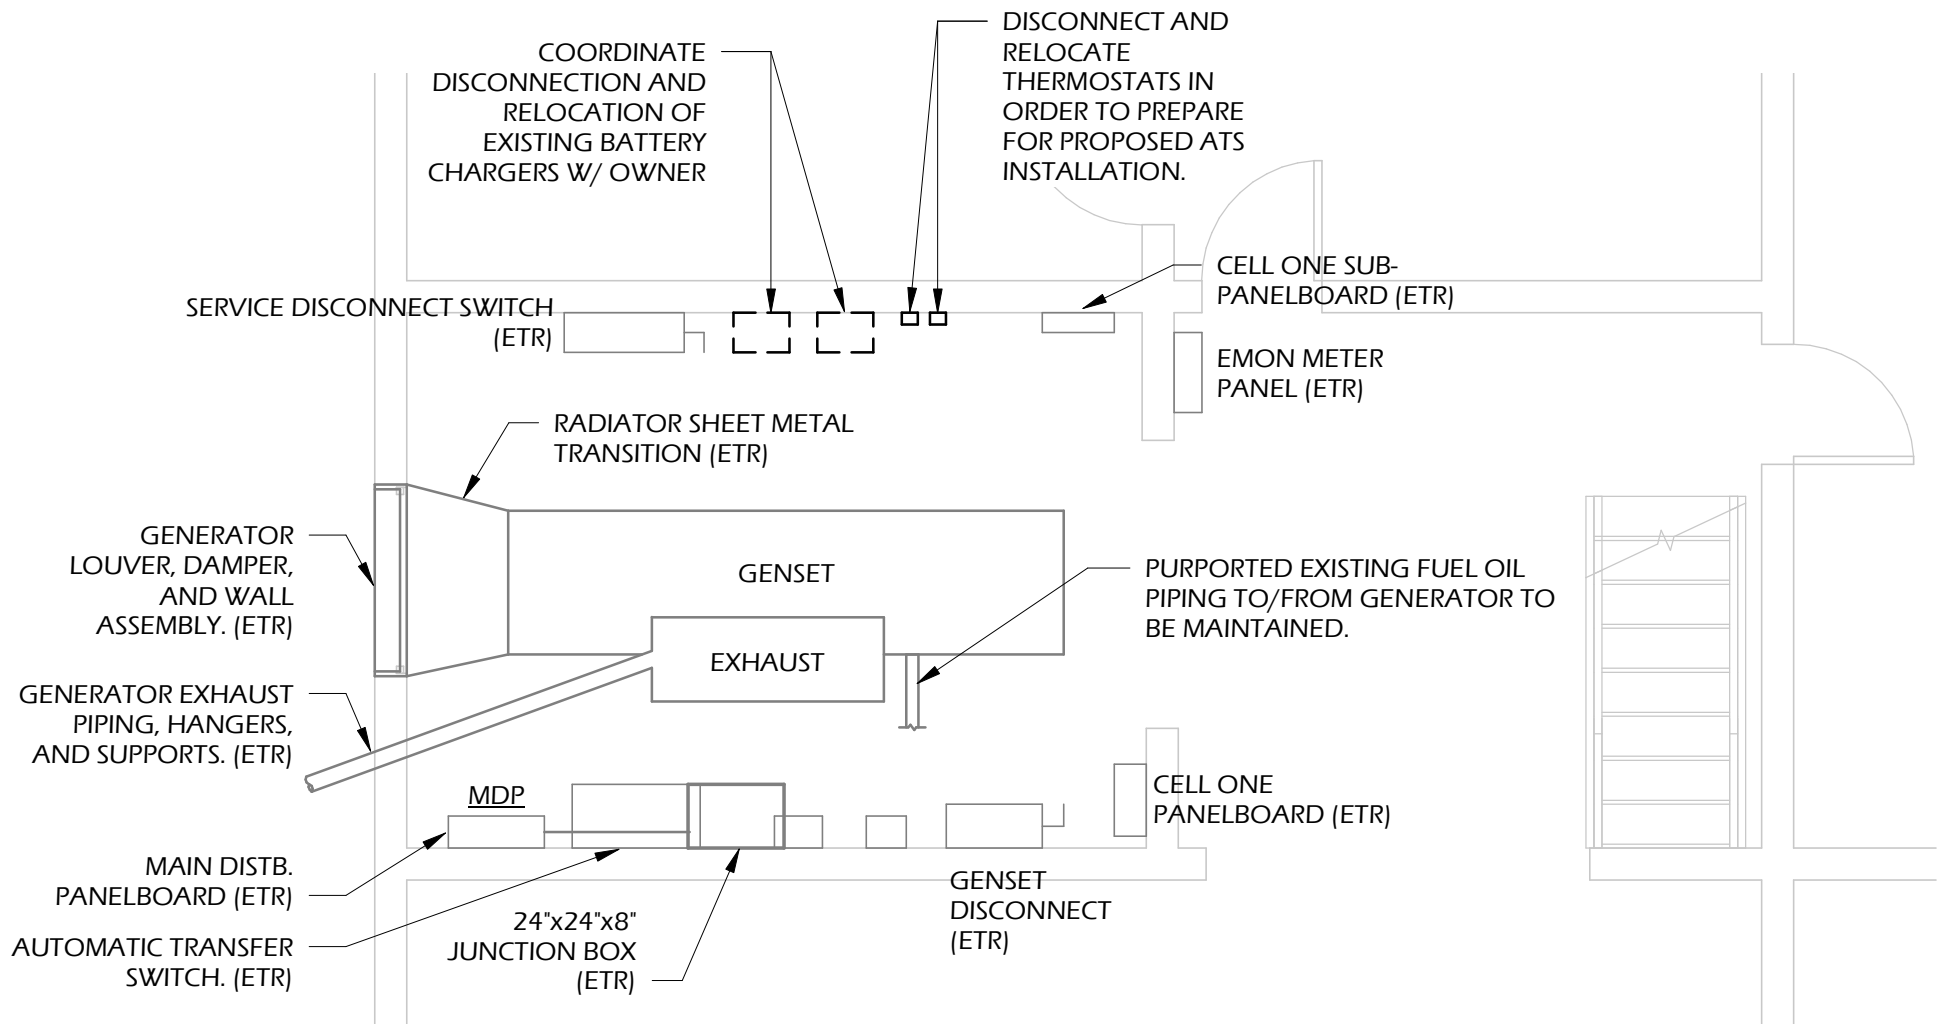 COORDINATE
DISCONNECTION AND
RELOCATION OF
EXISTING BATTERY
CHARGERS W/ OWNER
DISCONNECT AND
RELOCATE
THERMOSTATS IN
ORDER TO PREPARE
FOR PROPOSED ATS
INSTALLATION.
SERVICE DISCONNECT SWITCH
(ETR)
CELL ONE SUB-
PANELBOARD (ETR)
EMON METER
PANEL (ETR)
RADIATOR SHEET METAL
TRANSITION (ETR)
GENERATOR
LOUVER, DAMPER,
AND WALL
ASSEMBLY. (ETR)
GENSET
EXHAUST
PURPORTED EXISTING FUEL OIL
PIPING TO/FROM GENERATOR TO
BE MAINTAINED.
GENERATOR EXHAUST
PIPING, HANGERS,
AND SUPPORTS. (ETR)
MDP
CELL ONE
PANELBOARD (ETR)
MAIN DISTB.
PANELBOARD (ETR)
AUTOMATIC TRANSFER
SWITCH. (ETR)
24"x24"x8"
JUNCTION BOX
(ETR)
GENSET
DISCONNECT
(ETR)